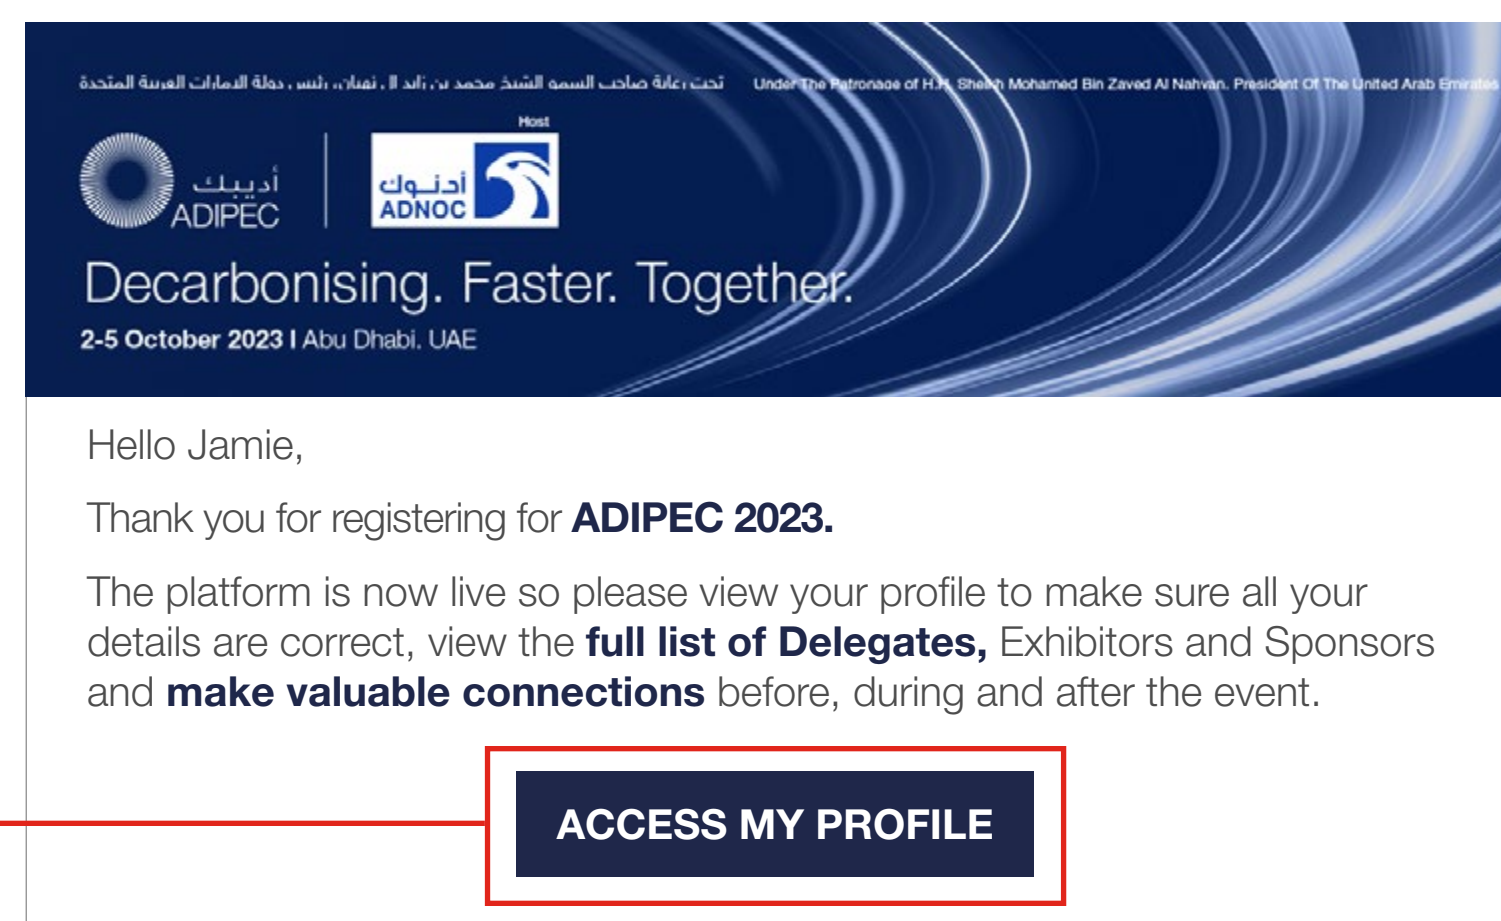 تحت رعاية صاحب السمو الشيخ محمد بن زايد آل نهيان، رئيس دولة الإمارات العربية المتحدة
Under The Patronage of H.H. Sheikh Mohamed Bin Zayed Al Nahyan, President Of The United Arab Emirates
Host
أديبك
ADIPEC
أدنوك
ADNOC
Decarbonising. Faster. Together.
2-5 October 2023 | Abu Dhabi, UAE
Hello Jamie,
Thank you for registering for ADIPEC 2023.
The platform is now live so please view your profile to make sure all your
details are correct, view the full list of Delegates, Exhibitors and Sponsors
and make valuable connections before, during and after the event.
ACCESS MY PROFILE